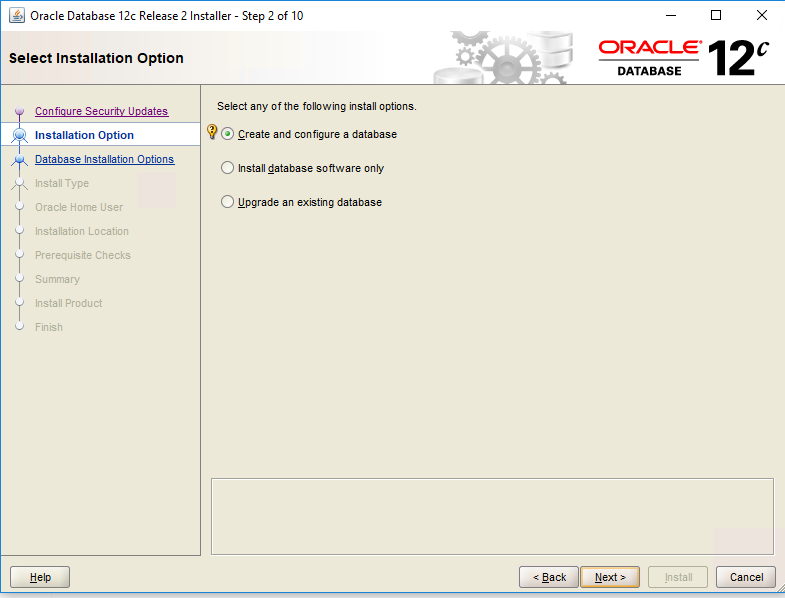 Oracle Database 12c Release 2 Installer - Step 2 of 10
Select Installation Option
ORACLE®
DATABASE
12c
Configure Security Updates
Installation Option
Database Installation Options
Install Type
Oracle Home User
Installation Location
Prerequisite Checks
Summary
Install Product
Finish
Select any of the following install options.
Create and configure a database
Install database software only
Upgrade an existing database
Help
< Back
Next >
Install
Cancel